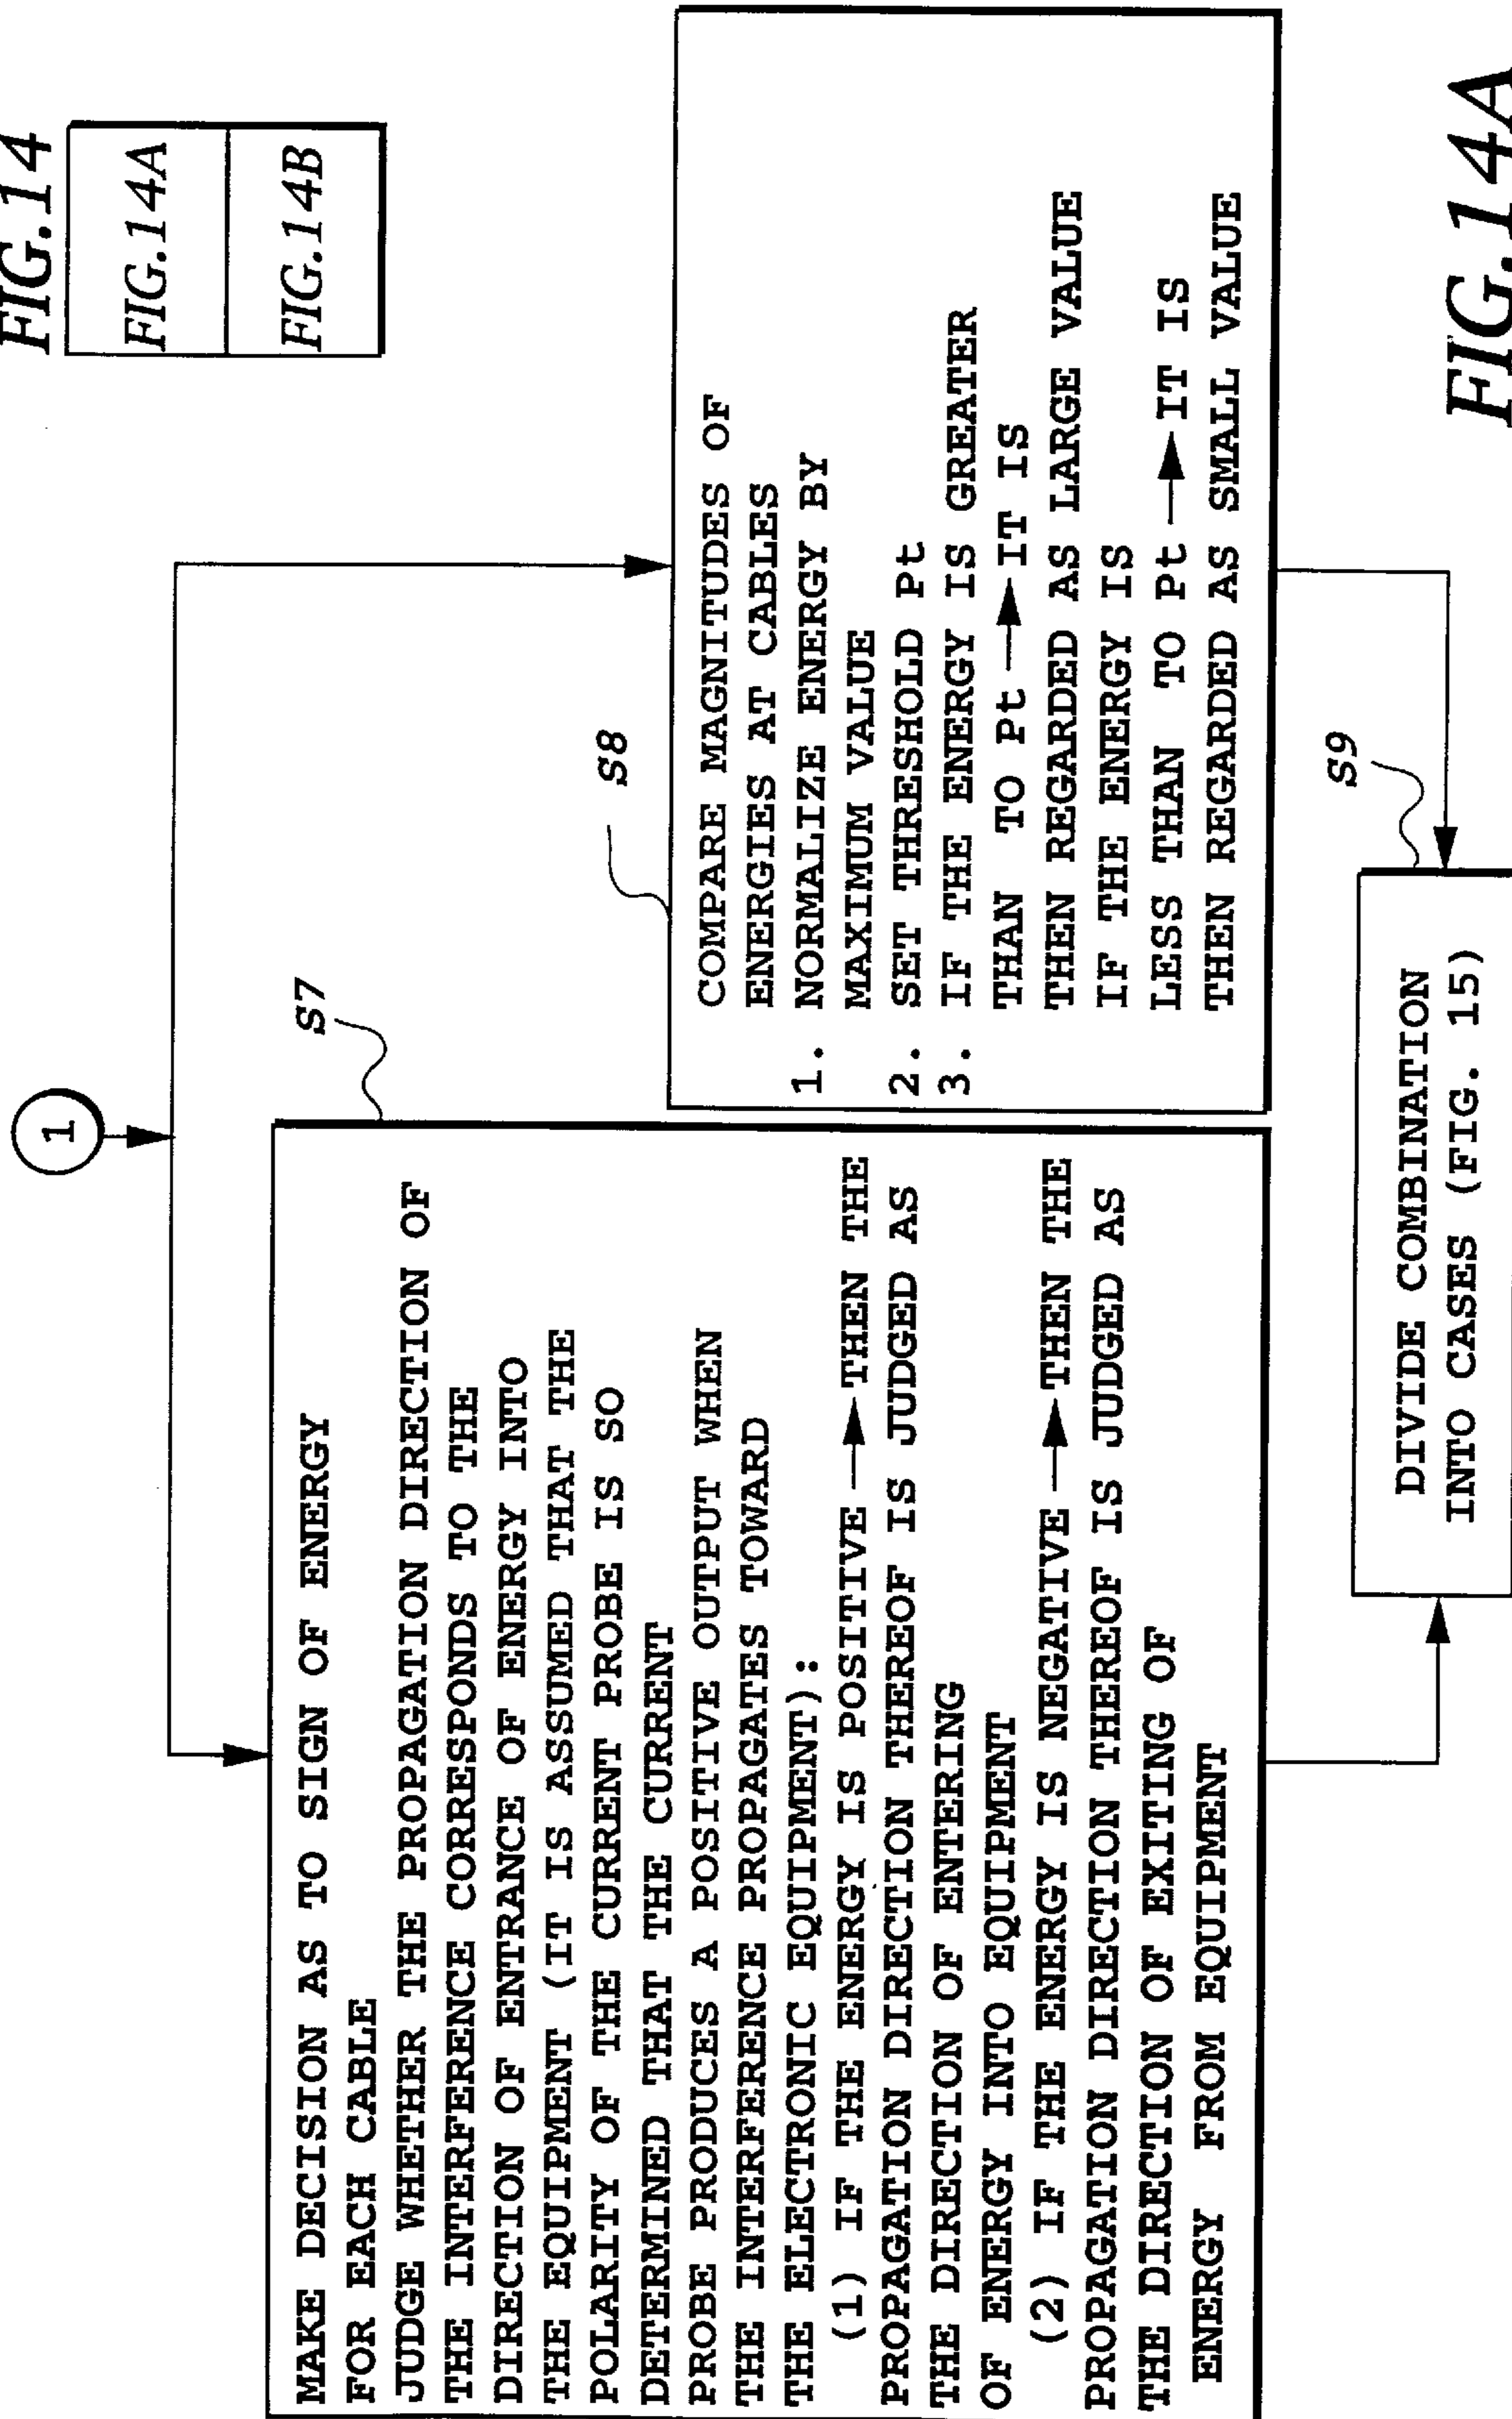 FIG.14
FIG.14A
FIG.14B
1
S7
MAKE DECISION AS TO SIGN OF ENERGY
FOR EACH CABLE
JUDGE WHETHER THE PROPAGATION DIRECTION OF
THE INTERFERENCE CORRESPONDS TO THE
DIRECTION OF ENTRANCE OF ENERGY INTO
THE EQUIPMENT (IT IS ASSUMED THAT THE
POLARITY OF THE CURRENT PROBE IS SO
DETERMINED THAT THE CURRENT
PROBE PRODUCES A POSITIVE OUTPUT WHEN
THE INTERFERENCE PROPAGATES TOWARD
THE ELECTRONIC EQUIPMENT):
(1) IF THE ENERGY IS POSITIVE → THEN THE
PROPAGATION DIRECTION THEREOF IS JUDGED AS
THE DIRECTION OF ENTERING
OF ENERGY INTO EQUIPMENT
(2) IF THE ENERGY IS NEGATIVE → THEN THE
PROPAGATION DIRECTION THEREOF IS JUDGED AS
THE DIRECTION OF EXITING OF
ENERGY FROM EQUIPMENT
S8
COMPARE MAGNITUDES OF
ENERGIES AT CABLES
1. NORMALIZE ENERGY BY
MAXIMUM VALUE
2. SET THRESHOLD Pt
3. IF THE ENERGY IS GREATER
THAN TO Pt → IT IS
THEN REGARDED AS LARGE VALUE
IF THE ENERGY IS
LESS THAN TO Pt → IT IS
THEN REGARDED AS SMALL VALUE
S9
DIVIDE COMBINATION
INTO CASES (FIG. 15)
FIG.14A